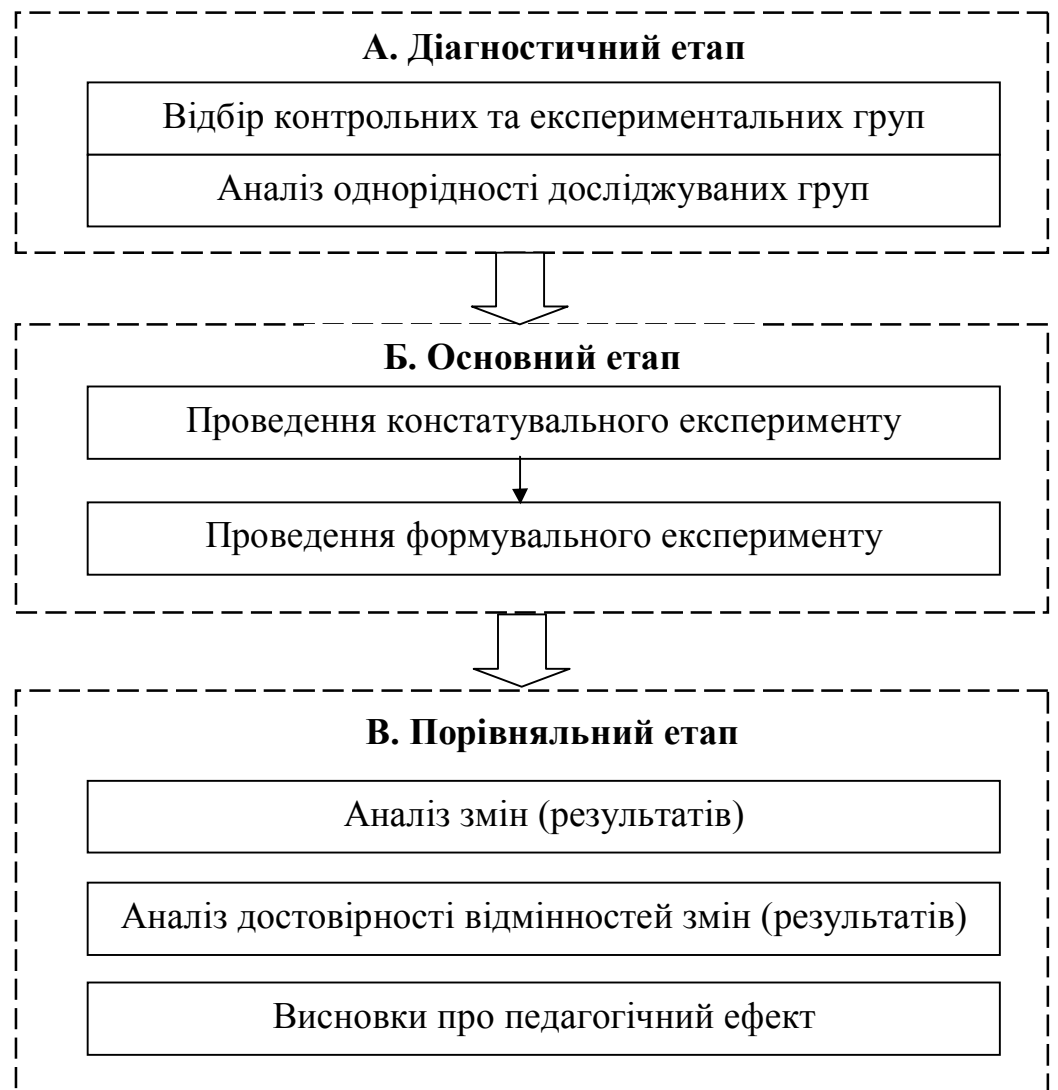 А. Діагностичний етап
Відбір контрольних та експериментальних груп
Аналіз однорідності досліджуваних груп
Б. Основний етап
Проведення констатувального експерименту
Проведення формувального експерименту
В. Порівняльний етап
Аналіз змін (результатів)
Аналіз достовірності відмінностей змін (результатів)
Висновки про педагогічний ефект